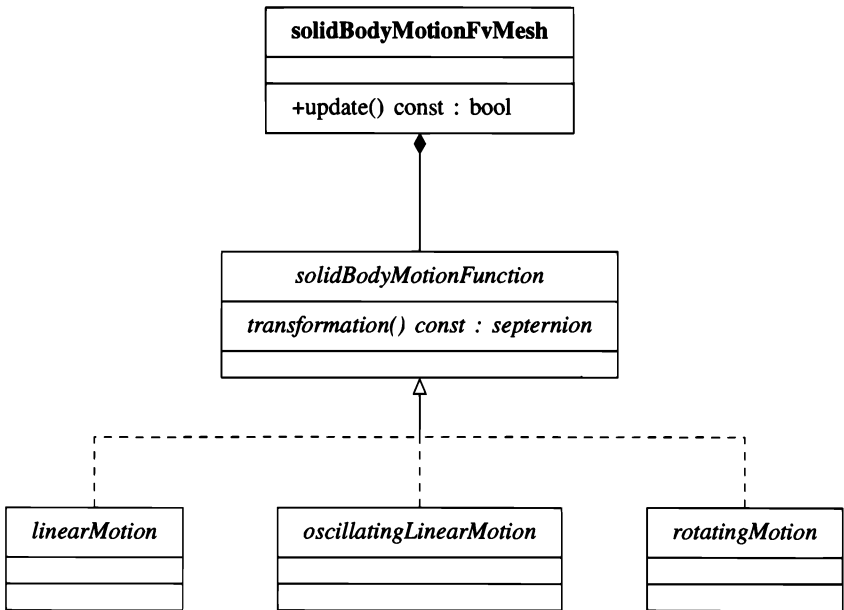 solidBodyMotionFvMesh
+update() const : bool
solidBodyMotionFunction
transformation() const : septernion
linearMotion
oscillatingLinearMotion
rotatingMotion